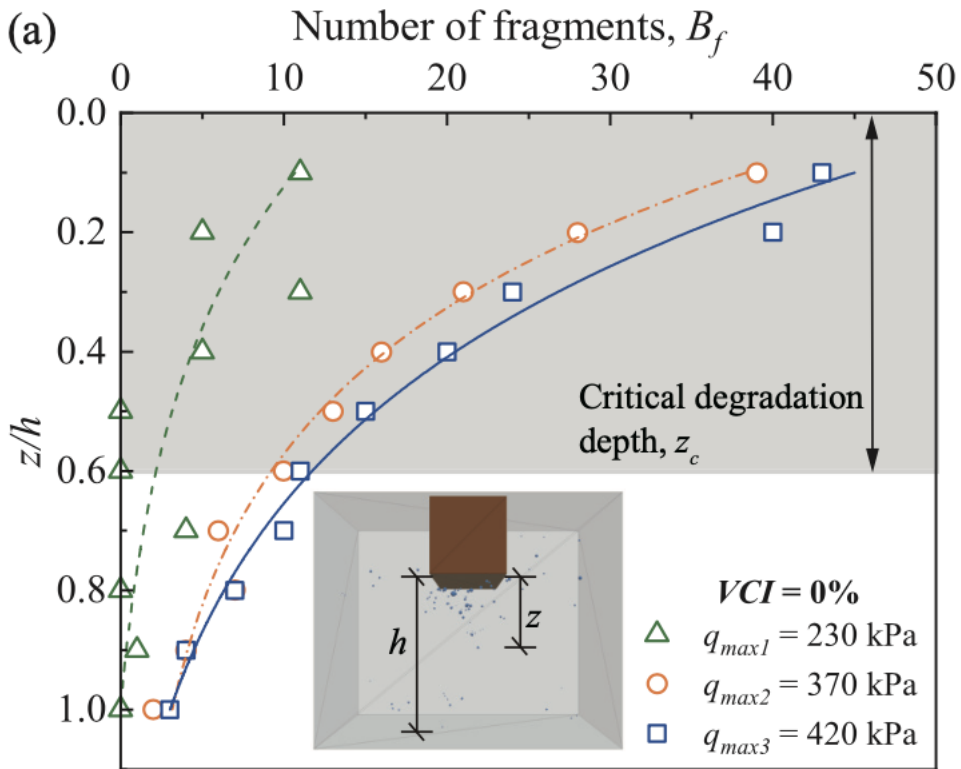 (a)
Number of fragments, B_f
0 10 20 30 40 50
z/h
0.0
0.2
0.4
0.6
0.8
1.0
Critical degradation
depth, z_c
h
z
VCI = 0%
q_max1 = 230 kPa
q_max2 = 370 kPa
q_max3 = 420 kPa